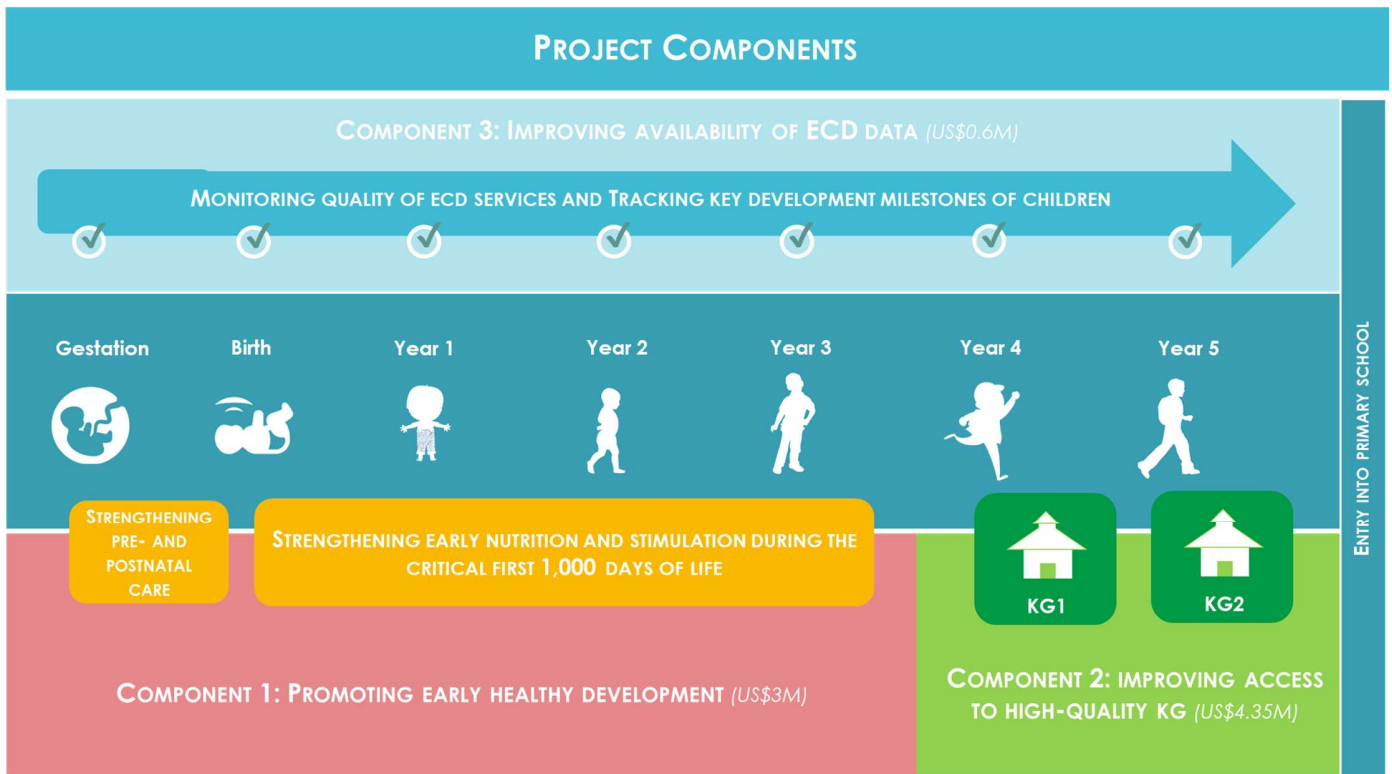 PROJECT COMPONENTS
COMPONENT 3: IMPROVING AVAILABILITY OF ECD DATA (US$0.6M)
MONITORING QUALITY OF ECD SERVICES AND TRACKING KEY DEVELOPMENT MILESTONES OF CHILDREN
Gestation
Birth
Year 1
Year 2
Year 3
Year 4
Year 5
STRENGTHENING
PRE- AND
POSTNATAL
CARE
STRENGTHENING EARLY NUTRITION AND STIMULATION DURING THE
CRITICAL FIRST 1,000 DAYS OF LIFE
KG1
KG2
COMPONENT 1: PROMOTING EARLY HEALTHY DEVELOPMENT (US$3M)
COMPONENT 2: IMPROVING ACCESS
TO HIGH-QUALITY KG (US$4.35M)
ENTRY INTO PRIMARY SCHOOL